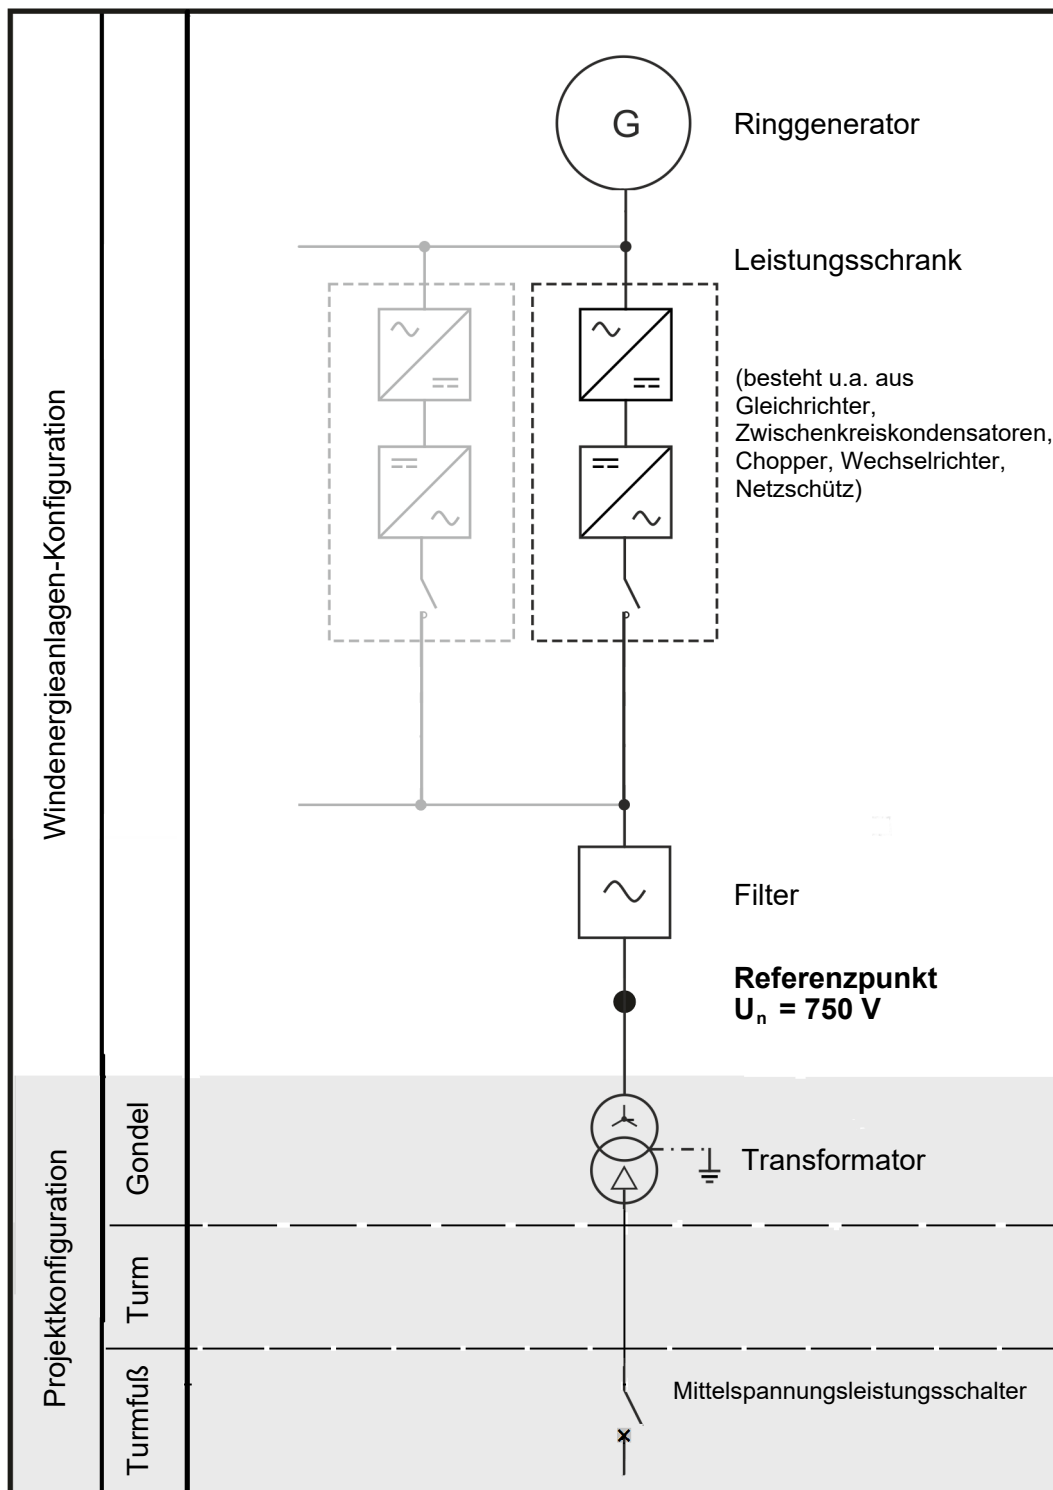 G
Ringgenerator
Leistungsschrank
(besteht u.a. aus
Gleichrichter,
Zwischenkreiskondensatoren,
Chopper, Wechselrichter,
Netzschütz)
Windenergieanlagen-Konfiguration
Filter
Referenzpunkt
Un = 750 V
Projektkonfiguration
Gondel
Transformator
Turm
Turmfuß
Mittelspannungsleistungsschalter